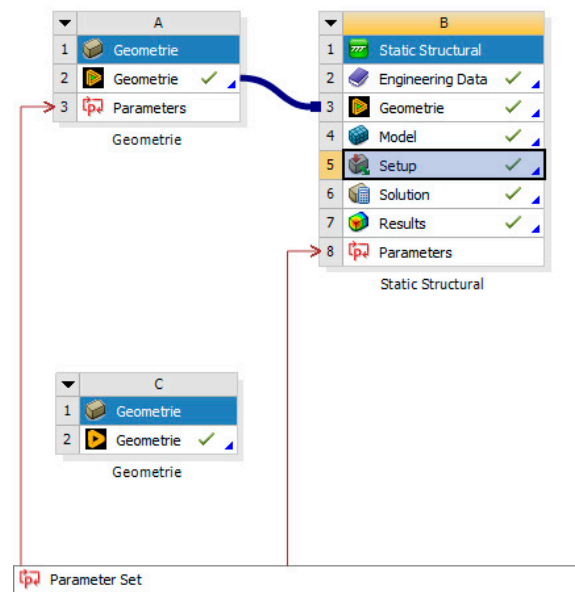 A
1 Geometrie
2 Geometrie
3 Parameters
Geometrie
B
1 Static Structural
2 Engineering Data
3 Geometrie
4 Model
5 Setup
6 Solution
7 Results
8 Parameters
Static Structural
C
1 Geometrie
2 Geometrie
Geometrie
Parameter Set